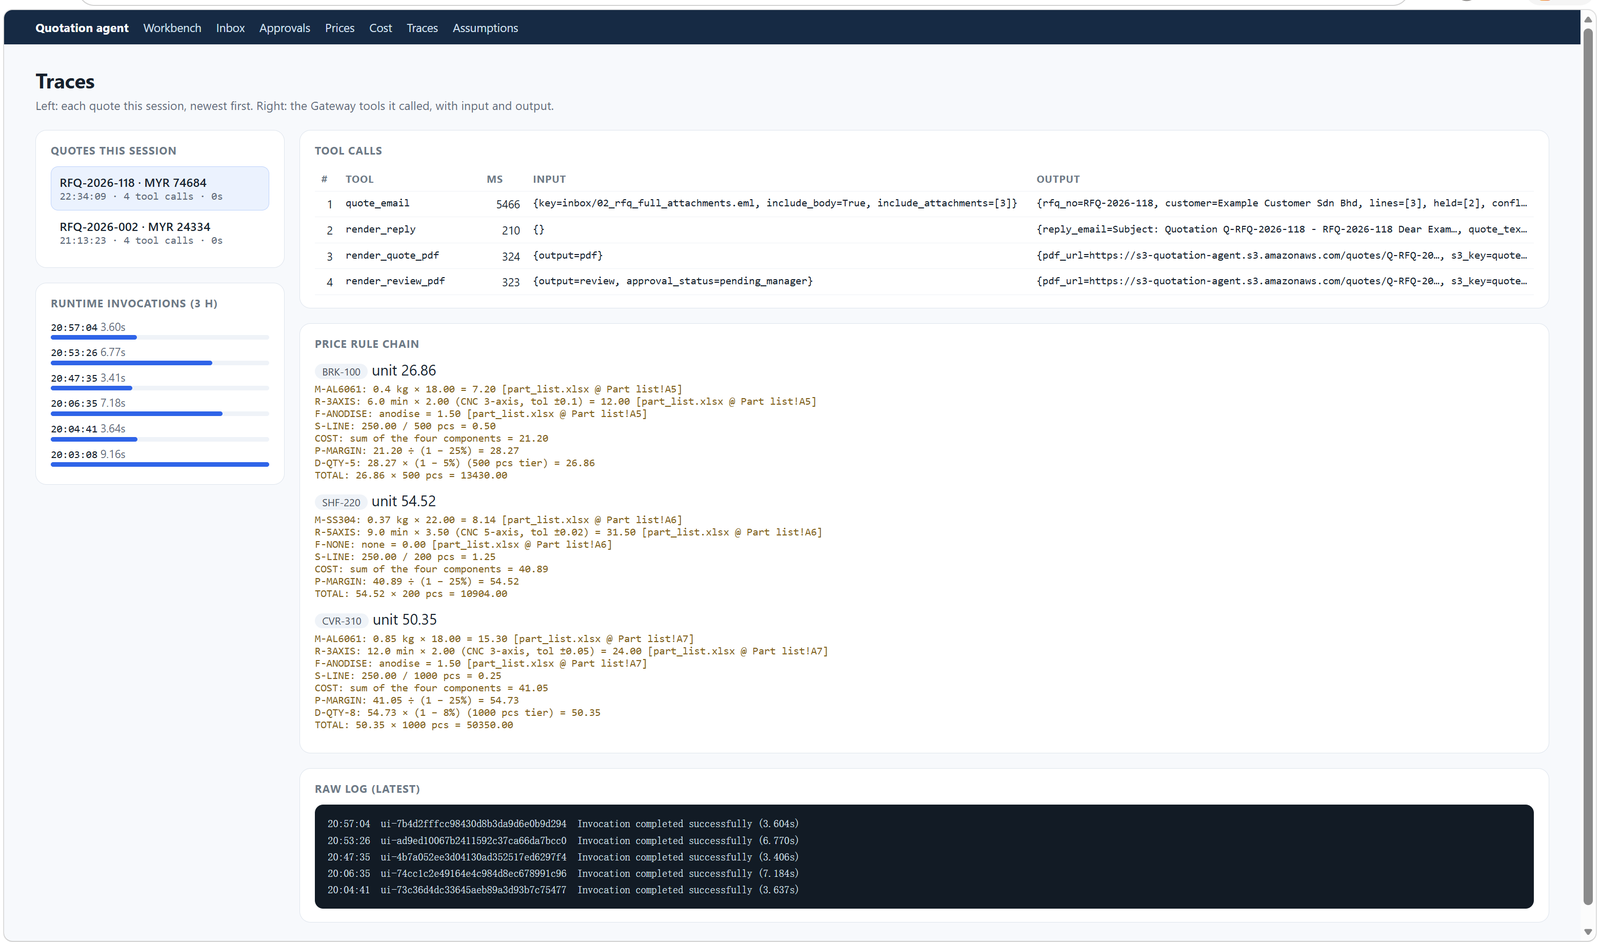 Quotation agent Workbench Inbox Approvals Prices Cost Traces Assumptions
Traces
Left: each quote this session, newest first. Right: the Gateway tools it called, with input and output.
QUOTES THIS SESSION
RFQ-2026-118 · MYR 74684
22:34:09 · 4 tool calls · 0s
RFQ-2026-002 · MYR 24334
21:13:23 · 4 tool calls · 0s
RUNTIME INVOCATIONS (3 H)
20:57:04 3.60s
20:53:26 6.77s
20:47:35 3.41s
20:06:35 7.18s
20:04:41 3.64s
20:03:08 9.16s
TOOL CALLS
# TOOL MS INPUT OUTPUT
1 quote_email 5466 {key=inbox/02_rfq_full_attachments.eml, include_body=True, include_attachments=[3]} {rfq_no=RFQ-2026-118, customer=Example Customer Sdn Bhd, lines=[3], held=[2], confl…
2 render_reply 210 {} {reply_email=Subject: Quotation Q-RFQ-2026-118 - RFQ-2026-118 Dear Exam…, quote_tex…
3 render_quote_pdf 324 {output=pdf} {pdf_url=https://s3-quotation-agent.s3.amazonaws.com/quotes/Q-RFQ-20…, s3_key=quote…
4 render_review_pdf 323 {output=review, approval_status=pending_manager} {pdf_url=https://s3-quotation-agent.s3.amazonaws.com/quotes/Q-RFQ-20…, s3_key=quote…
PRICE RULE CHAIN
BRK-100 unit 26.86
M-AL6061: 0.4 kg × 18.00 = 7.20 [part_list.xlsx @ Part list!A5]
R-3AXIS: 6.0 min × 2.00 (CNC 3-axis, tol ±0.1) = 12.00 [part_list.xlsx @ Part list!A5]
F-ANODISE: anodise = 1.50 [part_list.xlsx @ Part list!A5]
S-LINE: 250.00 / 500 pcs = 0.50
COST: sum of the four components = 21.20
P-MARGIN: 21.20 ÷ (1 − 25%) = 28.27
D-QTY-5: 28.27 × (1 − 5%) (500 pcs tier) = 26.86
TOTAL: 26.86 × 500 pcs = 13430.00
SHF-220 unit 54.52
M-SS304: 0.37 kg × 22.00 = 8.14 [part_list.xlsx @ Part list!A6]
R-5AXIS: 9.0 min × 3.50 (CNC 5-axis, tol ±0.02) = 31.50 [part_list.xlsx @ Part list!A6]
F-NONE: none = 0.00 [part_list.xlsx @ Part list!A6]
S-LINE: 250.00 / 200 pcs = 1.25
COST: sum of the four components = 40.89
P-MARGIN: 40.89 ÷ (1 − 25%) = 54.52
TOTAL: 54.52 × 200 pcs = 10904.00
CVR-310 unit 50.35
M-AL6061: 0.85 kg × 18.00 = 15.30 [part_list.xlsx @ Part list!A7]
R-3AXIS: 12.0 min × 2.00 (CNC 3-axis, tol ±0.05) = 24.00 [part_list.xlsx @ Part list!A7]
F-ANODISE: anodise = 1.50 [part_list.xlsx @ Part list!A7]
S-LINE: 250.00 / 1000 pcs = 0.25
COST: sum of the four components = 41.05
P-MARGIN: 41.05 ÷ (1 − 25%) = 54.73
D-QTY-8: 54.73 × (1 − 8%) (1000 pcs tier) = 50.35
TOTAL: 50.35 × 1000 pcs = 50350.00
RAW LOG (LATEST)
20:57:04 ui-7b4d2fffcc98430d8b3da9d6e0b9d294 Invocation completed successfully (3.604s)
20:53:26 ui-ad9ed10067b2411592c37ca66da7bcc0 Invocation completed successfully (6.770s)
20:47:35 ui-4b7a052ee3d04130ad352517ed6297f4 Invocation completed successfully (3.406s)
20:06:35 ui-74cc1c2e49164e4c984d8ec678991c96 Invocation completed successfully (7.184s)
20:04:41 ui-73c36d4dc33645aeb89a3d93b7c75477 Invocation completed successfully (3.637s)